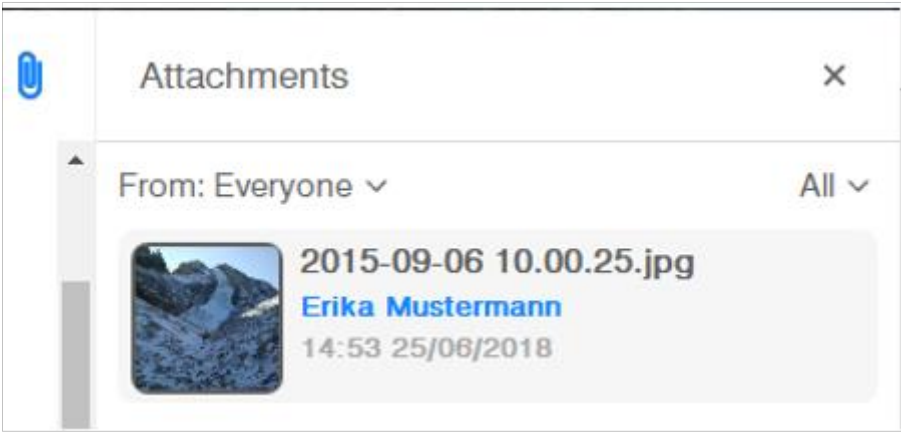 Attachments
From: Everyone All
2015-09-06 10.00.25.jpg
Erika Mustermann
14:53 25/06/2018